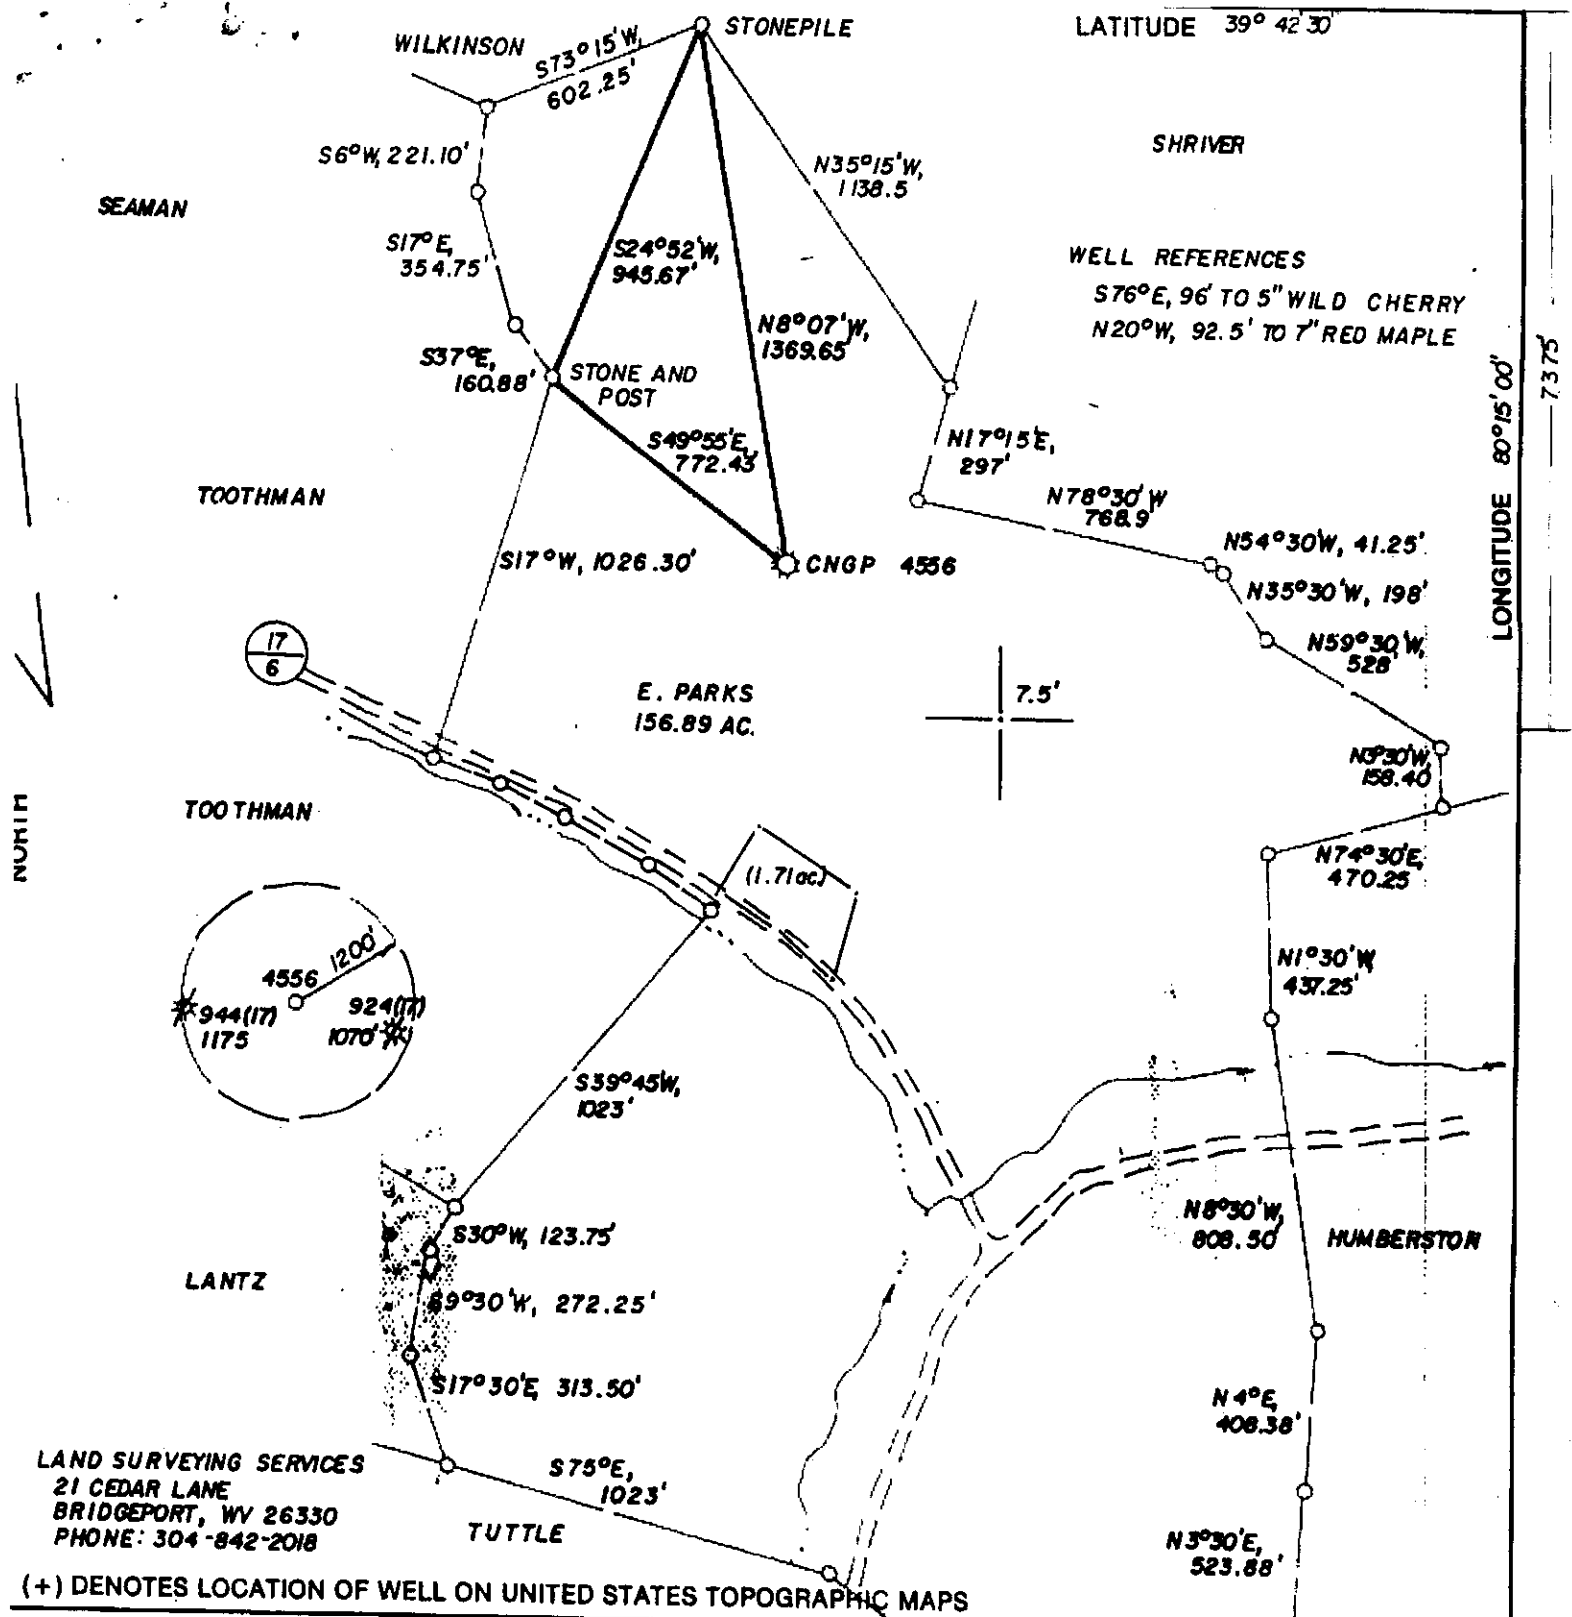 LATITUDE 39° 42' 30"
STONEPILE
WILKINSON
S73°15'W,
602.25'
S6°W, 221.10'
SHRIVER
N35°15'W,
1138.5
SEAMAN
S17°E,
354.75'
S24°52'W,
945.67'
WELL REFERENCES
S76°E, 96' TO 5" WILD CHERRY
N20°W, 92.5' TO 7" RED MAPLE
N8°07'W,
1369.65'
S37°E,
160.88'
STONE AND
POST
LONGITUDE 80°15'00"
7375'
S49°55'E,
772.43'
N17°15'E,
297'
TOOTHMAN
N78°30'W
768.9'
N54°30'W, 41.25'
S17°W, 1026.30'
CNGP 4556
N35°30'W, 198'
17
6
N59°30'W,
528'
E. PARKS
156.89 AC.
7.5'
N3°30'W,
158.40'
NORTH
TOOTHMAN
(1.71 ac.)
N74°30'E,
470.25'
1200'
4556
944(17)
1175
924(17)
1070'
N1°30'W,
437.25'
S39°45'W,
1023'
S30°W, 123.75'
N8°30'W,
808.50'
HUMBERSTON
LANTZ
S9°30'W, 272.25'
S17°30'E, 313.50'
N4°E,
408.38'
LAND SURVEYING SERVICES
21 CEDAR LANE
BRIDGEPORT, WV 26330
PHONE: 304-842-2018
S75°E,
1023'
TUTTLE
N3°30'E,
523.88'
(+) DENOTES LOCATION OF WELL ON UNITED STATES TOPOGRAPHIC MAPS